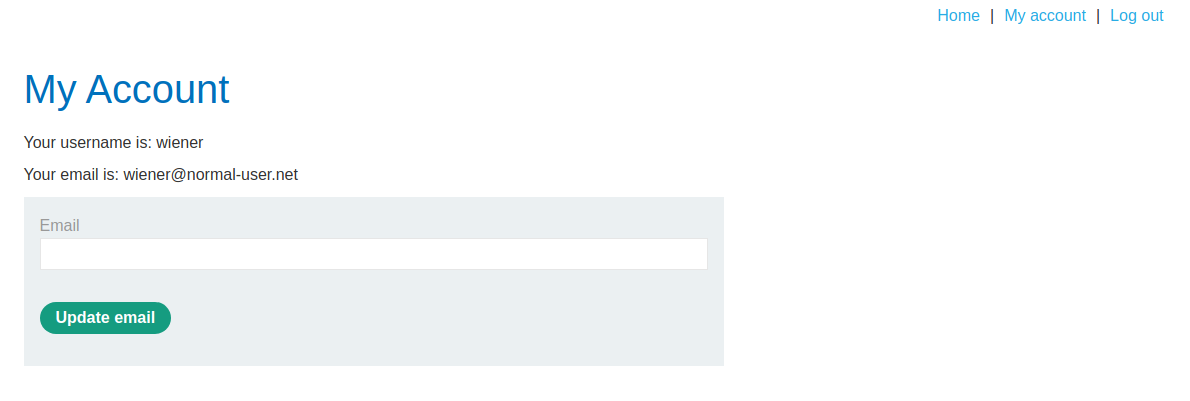 Home | My account | Log out
My Account
Your username is: wiener
Your email is: wiener@normal-user.net
Email
Update email